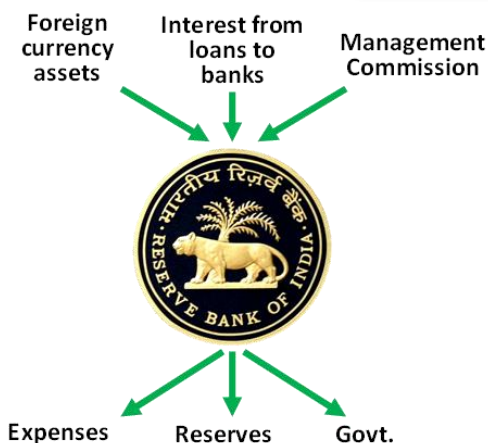 Foreign
currency
assets
Interest from
loans to
banks
Management
Commission
भारतीय रिज़र्व बैंक
RESERVE BANK OF INDIA
Expenses
Reserves
Govt.